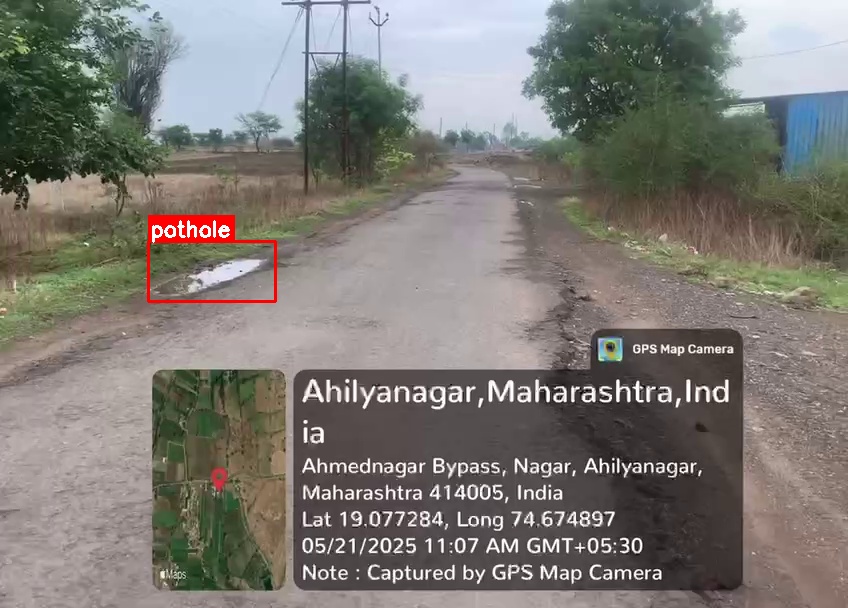 pothole
GPS Map Camera
Ahilyanagar,Maharashtra,Ind
ia
Ahmednagar Bypass, Nagar, Ahilyanagar,
Maharashtra 414005, India
Lat 19.077284, Long 74.674897
05/21/2025 11:07 AM GMT+05:30
Note : Captured by GPS Map Camera
Maps